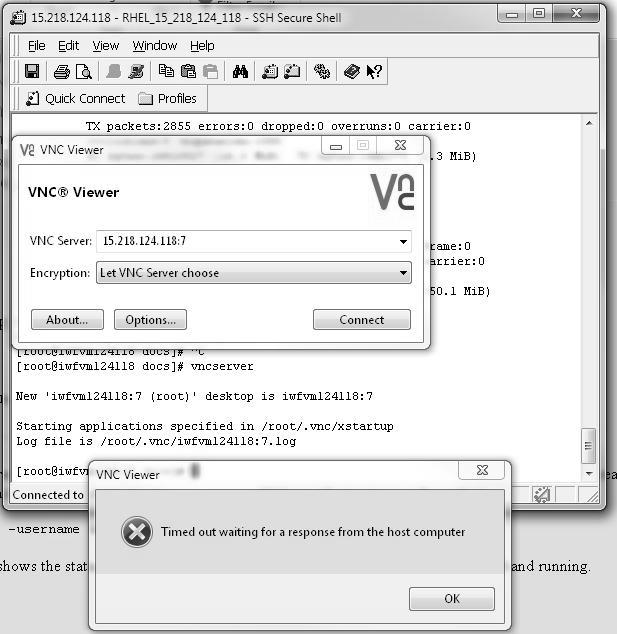 15.218.124.118 - RHEL_15_218_124_118 - SSH Secure Shell
File Edit View Window Help
Quick Connect Profiles
TX packets:2855 errors:0 dropped:0 overruns:0 carrier:0
VNC Viewer
.3 MiB)
VNC® Viewer
VNC Server: 15.218.124.118:7
rame:0
arrier:0
Encryption: Let VNC Server choose
50.1 MiB)
About... Options... Connect
[root@iwfvm124118 docs]# ^C
[root@iwfvm124118 docs]# vncserver
New 'iwfvm124118:7 (root)' desktop is iwfvm124118:7
Starting applications specified in /root/.vnc/xstartup
Log file is /root/.vnc/iwfvm124118:7.log
[root@iwfv
VNC Viewer
Connected to
-username
Timed out waiting for a response from the host computer
shows the stat
and running.
OK